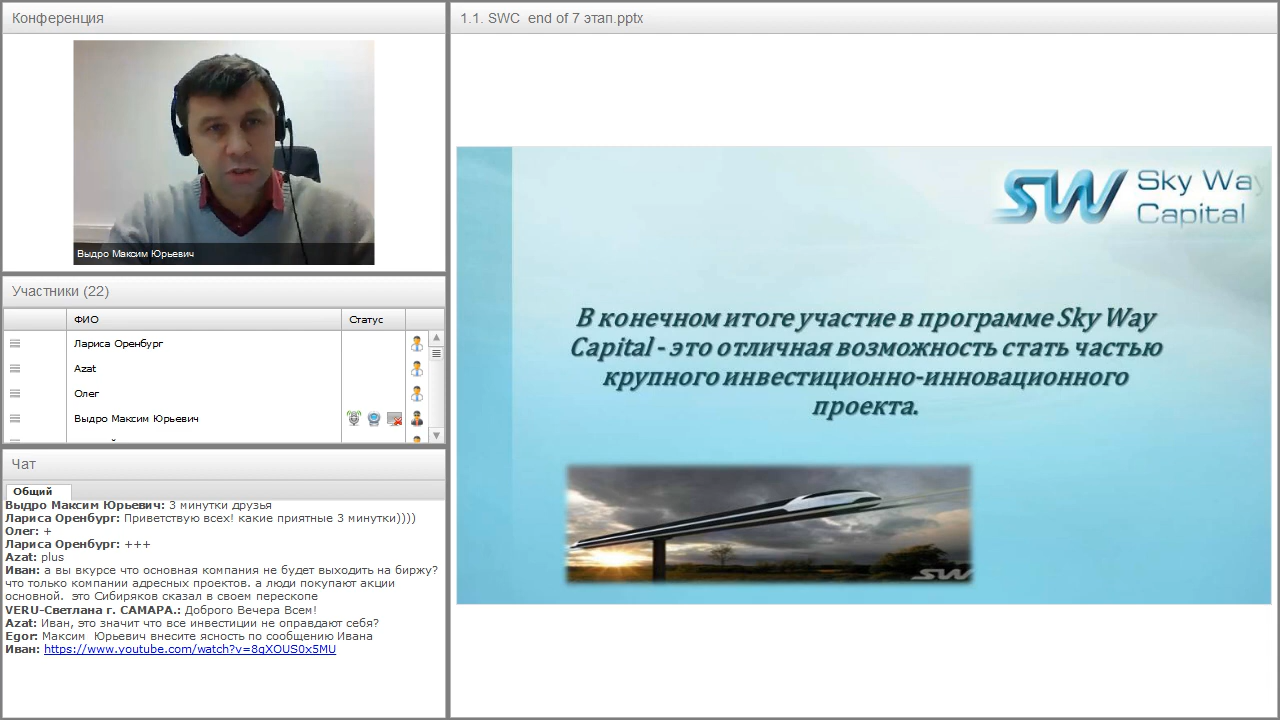 Конференция
Выдро Максим Юрьевич
Участники (22)
ФИО Статус
Лариса Оренбург
Azat
Олег
Выдро Максим Юрьевич
Чат
Общий
Выдро Максим Юрьевич: 3 минутки друзья
Лариса Оренбург: Приветствую всех! какие приятные 3 минутки))))
Олег: +
Лариса Оренбург: +++
Azat: plus
Иван: а вы вкурсе что основная компания не будет выходить на биржу?
что только компании адресных проектов.а люди покупают акции
основной. это Сибиряков сказал в своем перескопе
VERU-Светлана г. САМАРА.: Доброго Вечера Всем!
Azat: Иван, это значит что все инвестиции не оправдают себя?
Egor: Максим Юрьевич внесите ясность по сообщению Ивана
Иван: https://www.youtube.com/watch?v=8gXOUS0x5MU
1.1. SWC end of 7 этап.pptx
SW Sky Way
Capital
В конечном итоге участие в программе Sky Way
Capital - это отличная возможность стать частью
крупного инвестиционно-инновационного
проекта.
SW